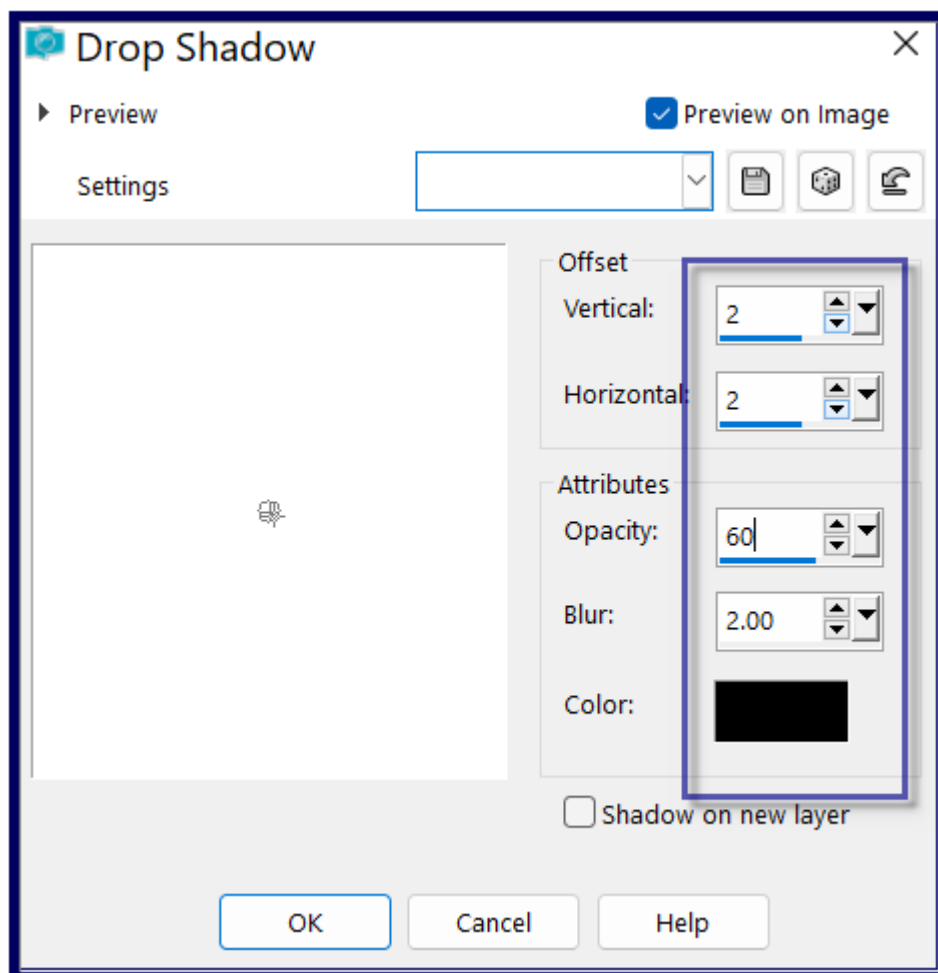 Drop Shadow
Preview
Preview on Image
Settings
Offset
Vertical: 2
Horizontal: 2
Attributes
Opacity: 60
Blur: 2.00
Color:
Shadow on new layer
OK Cancel Help